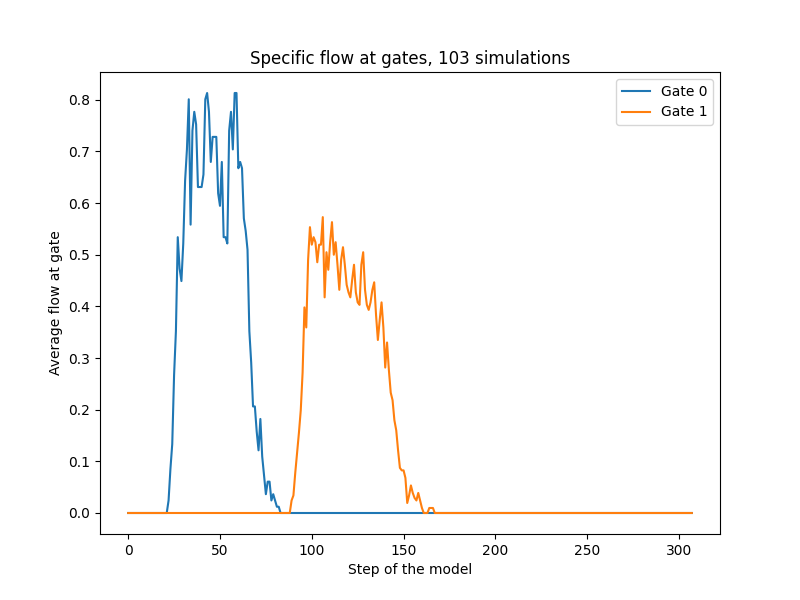 Specific flow at gates, 103 simulations
Gate 0
Gate 1
Average flow at gate
0.8
0.7
0.6
0.5
0.4
0.3
0.2
0.1
0.0
0 50 100 150 200 250 300
Step of the model